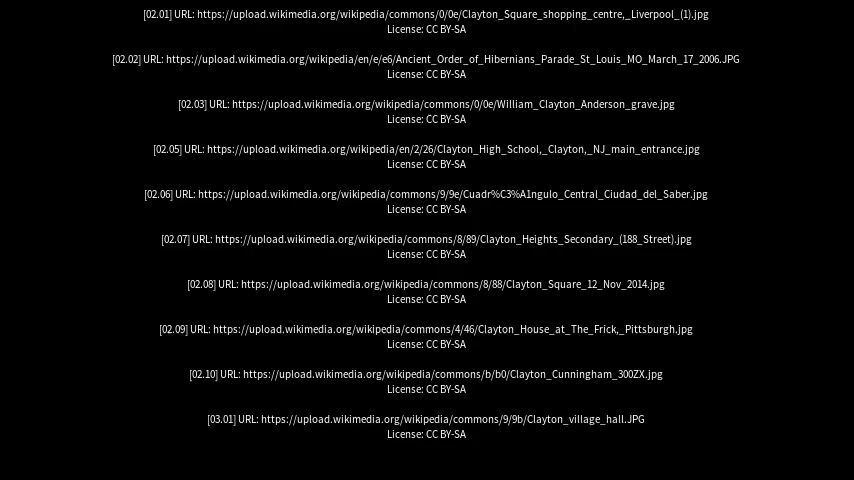 [02.01] URL: https://upload.wikimedia.org/wikipedia/commons/0/0e/Clayton_Square_shopping_centre,_Liverpool_(1).jpg
License: CC BY-SA
[02.02] URL: https://upload.wikimedia.org/wikipedia/en/e/e6/Ancient_Order_of_Hibernians_Parade_St_Louis_MO_March_17_2006.JPG
License: CC BY-SA
[02.03] URL: https://upload.wikimedia.org/wikipedia/commons/0/0e/William_Clayton_Anderson_grave.jpg
License: CC BY-SA
[02.05] URL: https://upload.wikimedia.org/wikipedia/en/2/26/Clayton_High_School,_Clayton,_NJ_main_entrance.jpg
License: CC BY-SA
[02.06] URL: https://upload.wikimedia.org/wikipedia/commons/9/9e/Cuadr%C3%A1ngulo_Central_Ciudad_del_Saber.jpg
License: CC BY-SA
[02.07] URL: https://upload.wikimedia.org/wikipedia/commons/8/89/Clayton_Heights_Secondary_(188_Street).jpg
License: CC BY-SA
[02.08] URL: https://upload.wikimedia.org/wikipedia/commons/8/88/Clayton_Square_12_Nov_2014.jpg
License: CC BY-SA
[02.09] URL: https://upload.wikimedia.org/wikipedia/commons/4/46/Clayton_House_at_The_Frick,_Pittsburgh.jpg
License: CC BY-SA
[02.10] URL: https://upload.wikimedia.org/wikipedia/commons/b/b0/Clayton_Cunningham_300ZX.jpg
License: CC BY-SA
[03.01] URL: https://upload.wikimedia.org/wikipedia/commons/9/9b/Clayton_village_hall.JPG
License: CC BY-SA